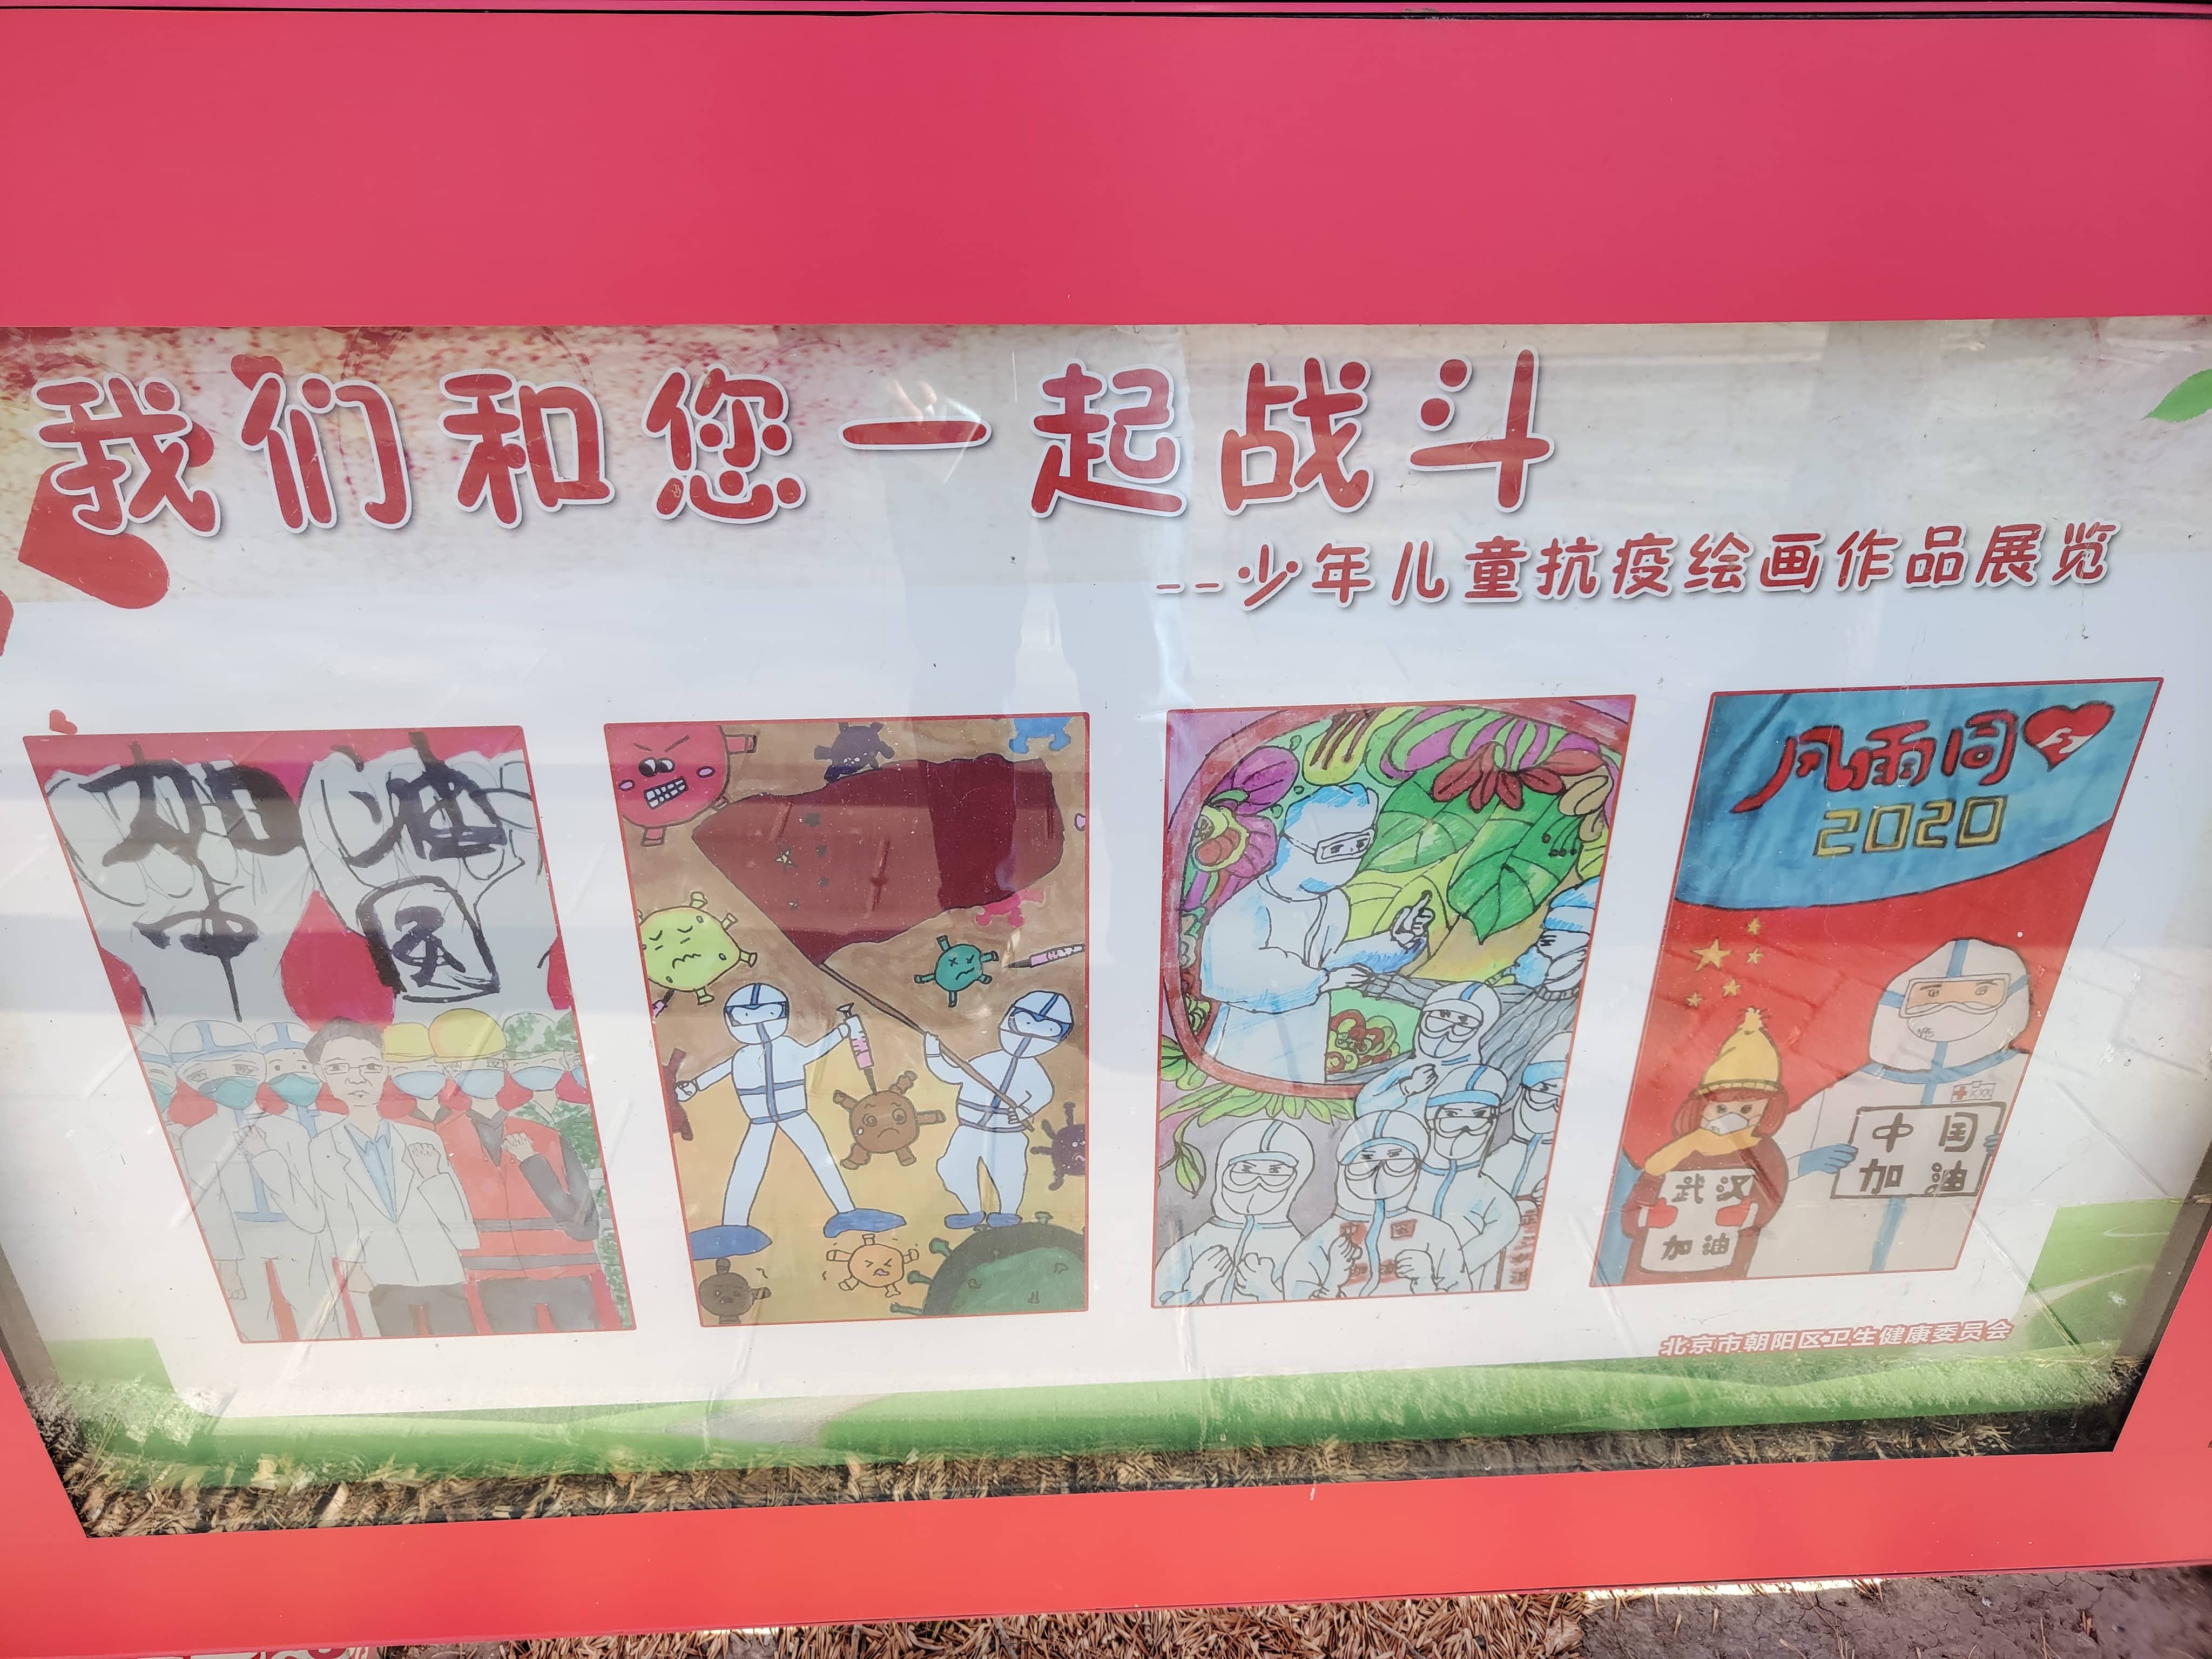 我们和您一起战斗
--少年儿童抗疫绘画作品展览
加油
中国
风雨同
2020
中国
加油
武汉
加油
中国
北京市朝阳区卫生健康委员会